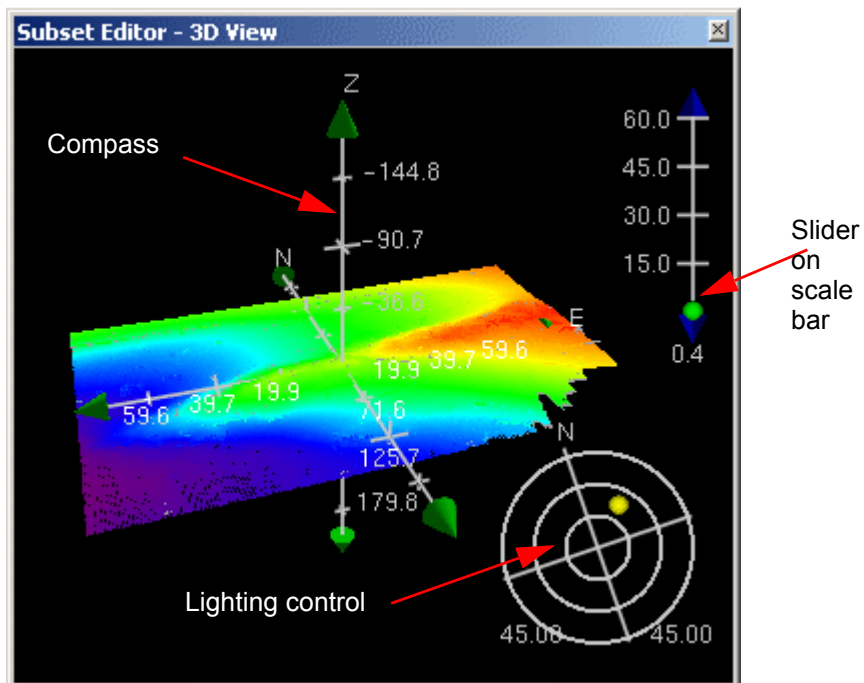 Subset Editor - 3D View
Z
Compass
60.0
-144.8
45.0
30.0
Slider
on
scale
bar
-90.7
N
15.0
-36.6
E
0.4
59.6
39.7
19.9
19.9
39.7
59.6
71.6
125.7
179.8
N
Lighting control
45.00
45.00